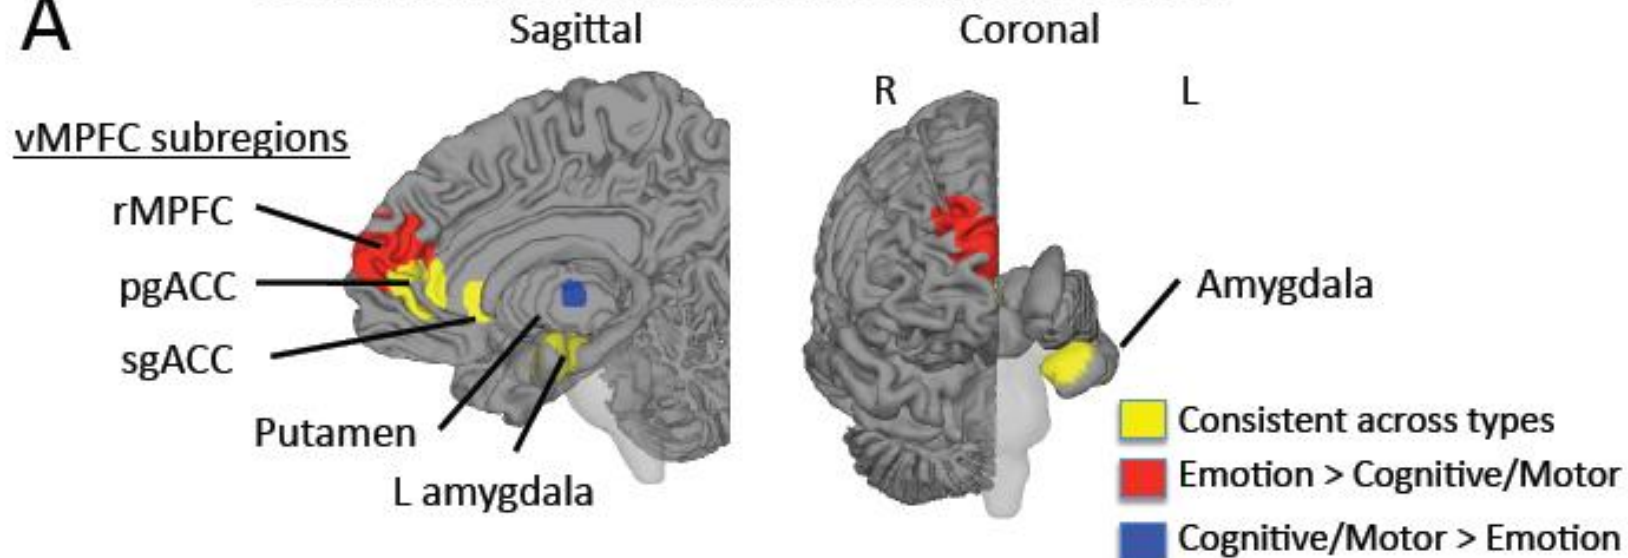 A
Sagittal
Coronal
R
L
vMPFC subregions
rMPFC
pgACC
sgACC
Putamen
L amygdala
Amygdala
Consistent across types
Emotion > Cognitive/Motor
Cognitive/Motor > Emotion